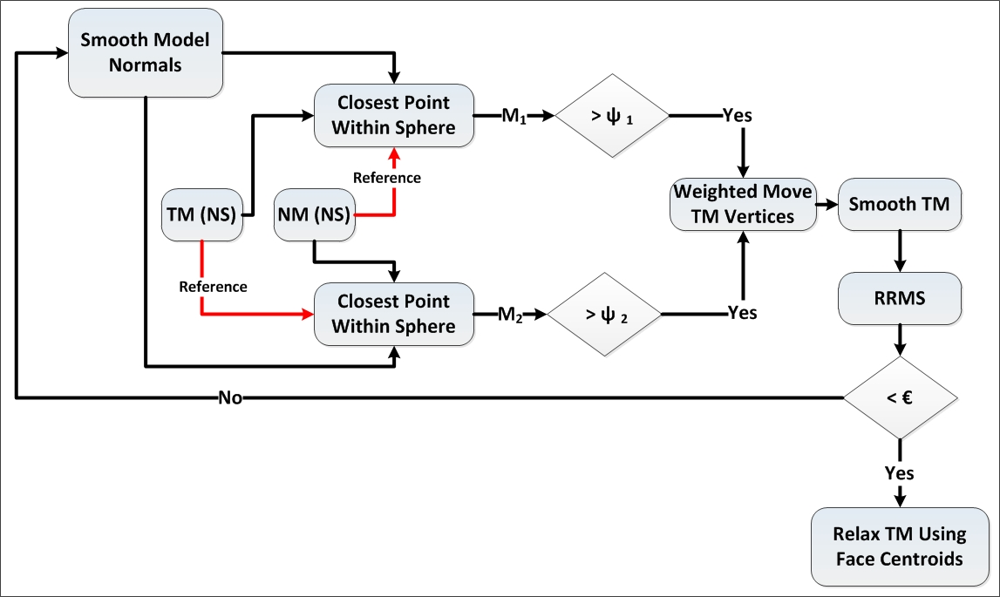 Smooth Model
Normals
Closest Point
Within Sphere
M1
> ψ 1
Yes
Reference
TM (NS)
NM (NS)
Weighted Move
TM Vertices
Smooth TM
Reference
Closest Point
Within Sphere
M2
> ψ 2
Yes
RRMS
No
< €
Yes
Relax TM Using
Face Centroids